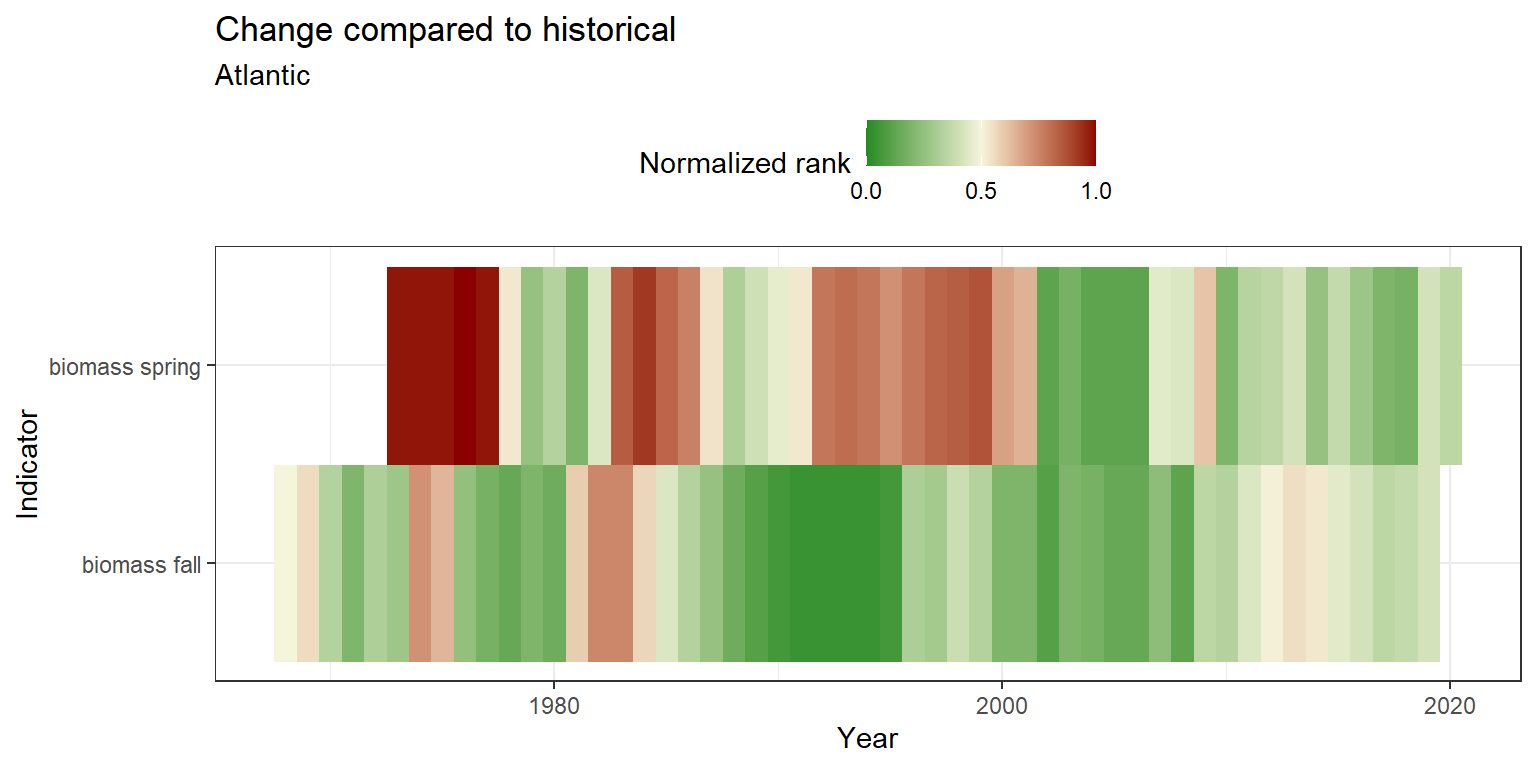 Change compared to historical
Atlantic
Normalized rank
0.0 0.5 1.0
Indicator
biomass spring
biomass fall
1980 2000 2020
Year